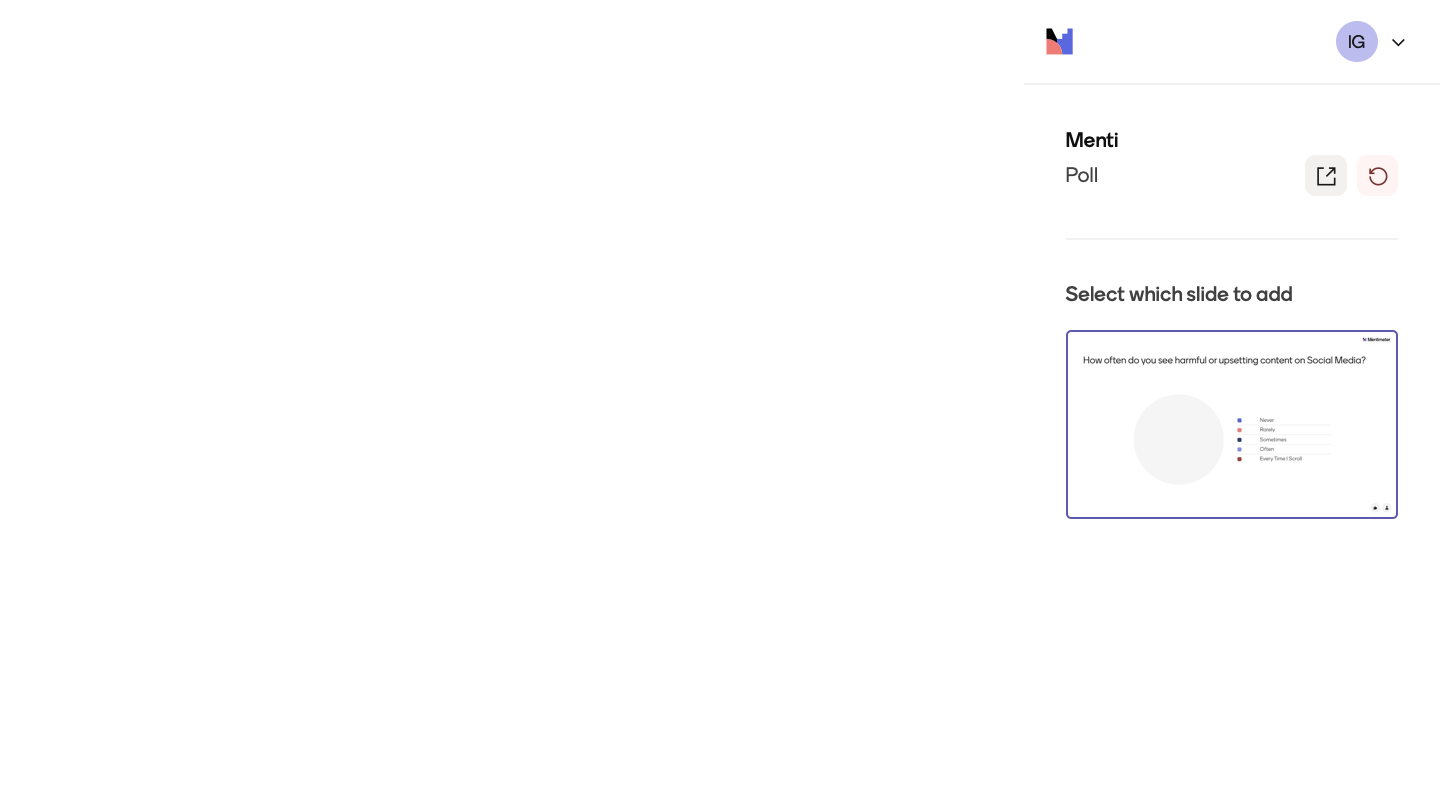 IG
Menti
Poll
Select which slide to add
Mentimeter
How often do you see harmful or upsetting content on Social Media?
Never
Rarely
Sometimes
Often
Every Time I Scroll